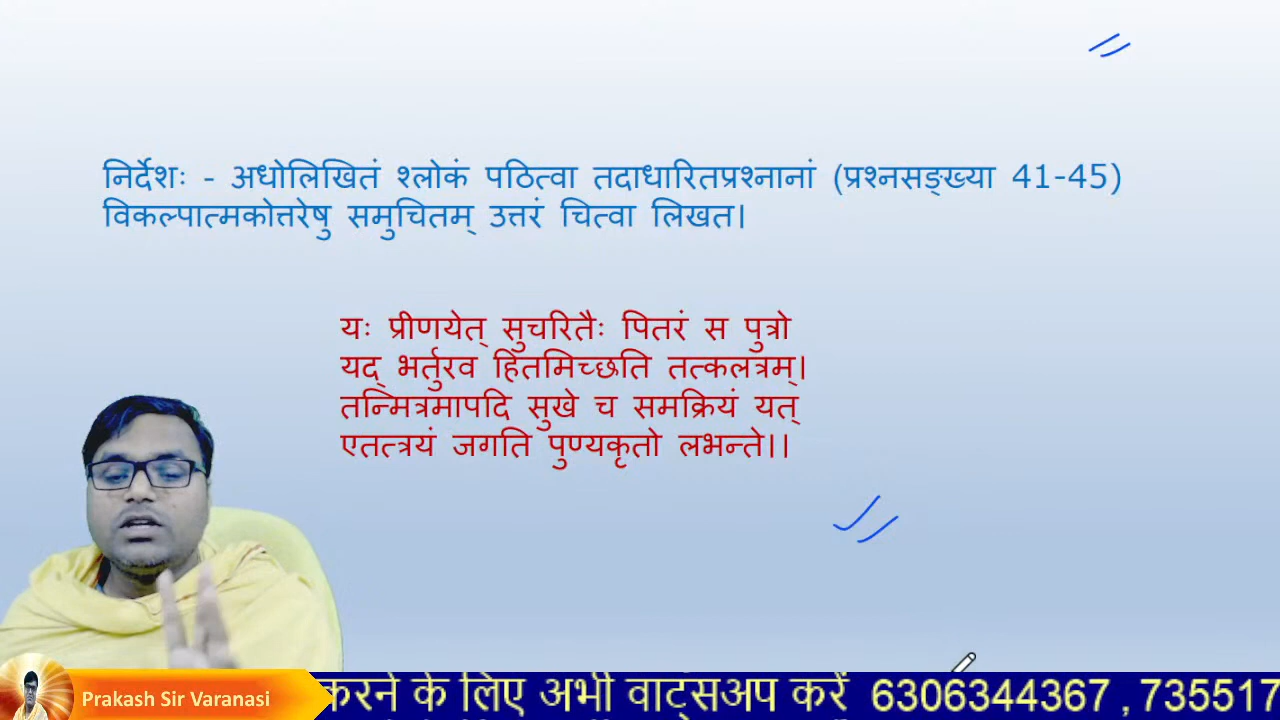 निर्देशः - अधोलिखितं श्लोकं पठित्वा तदाधारितप्रश्नानां (प्रश्नसङ्ख्या 41-45)
विकल्पात्मकोत्तरेषु समुचितम् उत्तरं चित्वा लिखत।
यः प्रीणयेत् सुचरितैः पितरं स पुत्रो
यद् भर्तुरव हितमिच्छति तत्कलत्रम्।
तन्मित्रमापदि सुखे च समक्रियं यत्
एतत्त्रयं जगति पुण्यकृतो लभन्ते।।
Prakash Sir Varanasi
करने के लिए अभी वाट्सअप करें 6306344367 , 735517